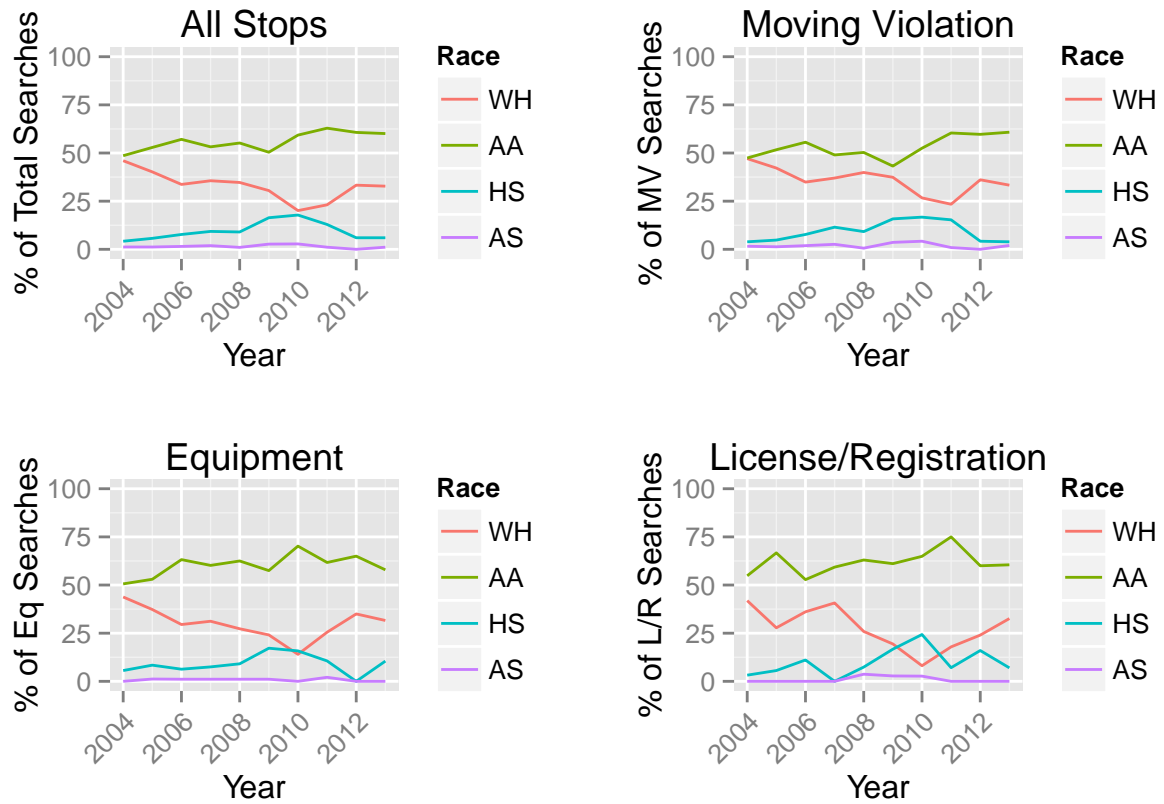 All Stops
% of Total Searches
100
75
50
25
0
2004
2006
2008
2010
2012
Year
Race
WH
AA
HS
AS
Moving Violation
% of MV Searches
100
75
50
25
0
2004
2006
2008
2010
2012
Year
Race
WH
AA
HS
AS
Equipment
% of Eq Searches
100
75
50
25
0
2004
2006
2008
2010
2012
Year
Race
WH
AA
HS
AS
License/Registration
% of L/R Searches
100
75
50
25
0
2004
2006
2008
2010
2012
Year
Race
WH
AA
HS
AS